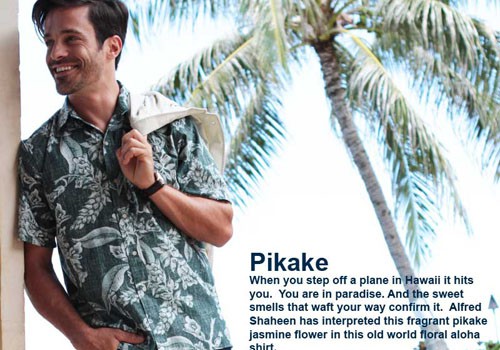 Pikake
When you step off a plane in Hawaii it hits
you.  You are in paradise. And the sweet
smells that waft your way confirm it.  Alfred
Shaheen has interpreted this fragrant pikake
jasmine flower in this old world floral aloha
shirt.